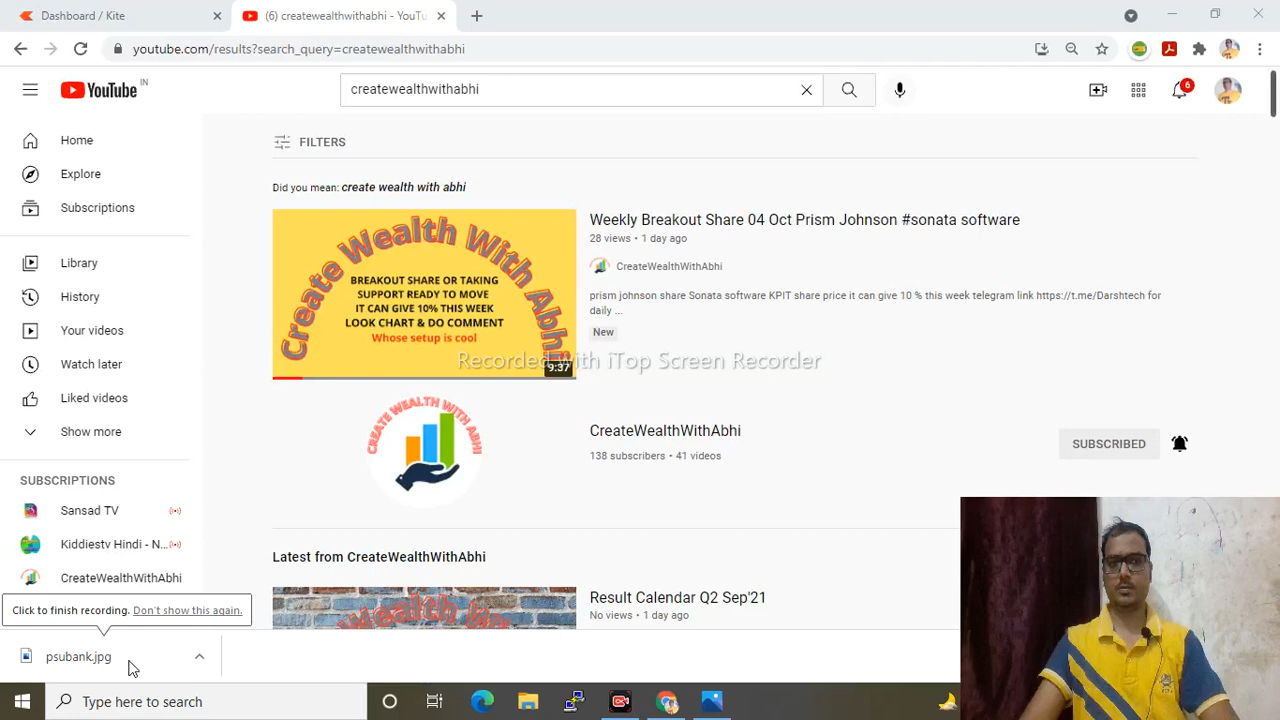 Dashboard / Kite
(6) createwealthwithabhi - YouTu
youtube.com/results?search_query=createwealthwithabhi
YouTube IN
createwealthwithabhi
6
Home
Explore
Subscriptions
Library
History
Your videos
Watch later
Liked videos
Show more
SUBSCRIPTIONS
Sansad TV
Kiddiestv Hindi - N...
CreateWealthWithAbhi
FILTERS
Did you mean: create wealth with abhi
Create Wealth With Abhi
BREAKOUT SHARE OR TAKING
SUPPORT READY TO MOVE
IT CAN GIVE 10% THIS WEEK
LOOK CHART & DO COMMENT
Whose setup is cool
9:37
Weekly Breakout Share 04 Oct Prism Johnson #sonata software
28 views • 1 day ago
CreateWealthWithAbhi
prism johnson share Sonata software KPIT share price it can give 10 % this week telegram link https://t.me/Darshtech for
daily ...
New
Recorded with iTop Screen Recorder
CREATE WEALTH WITH ABHI
CreateWealthWithAbhi
138 subscribers • 41 videos
SUBSCRIBED
Latest from CreateWealthWithAbhi
Result Calendar Q2 Sep'21
No views • 1 day ago
Click to finish recording. Don't show this again.
psubank.jpg
Type here to search